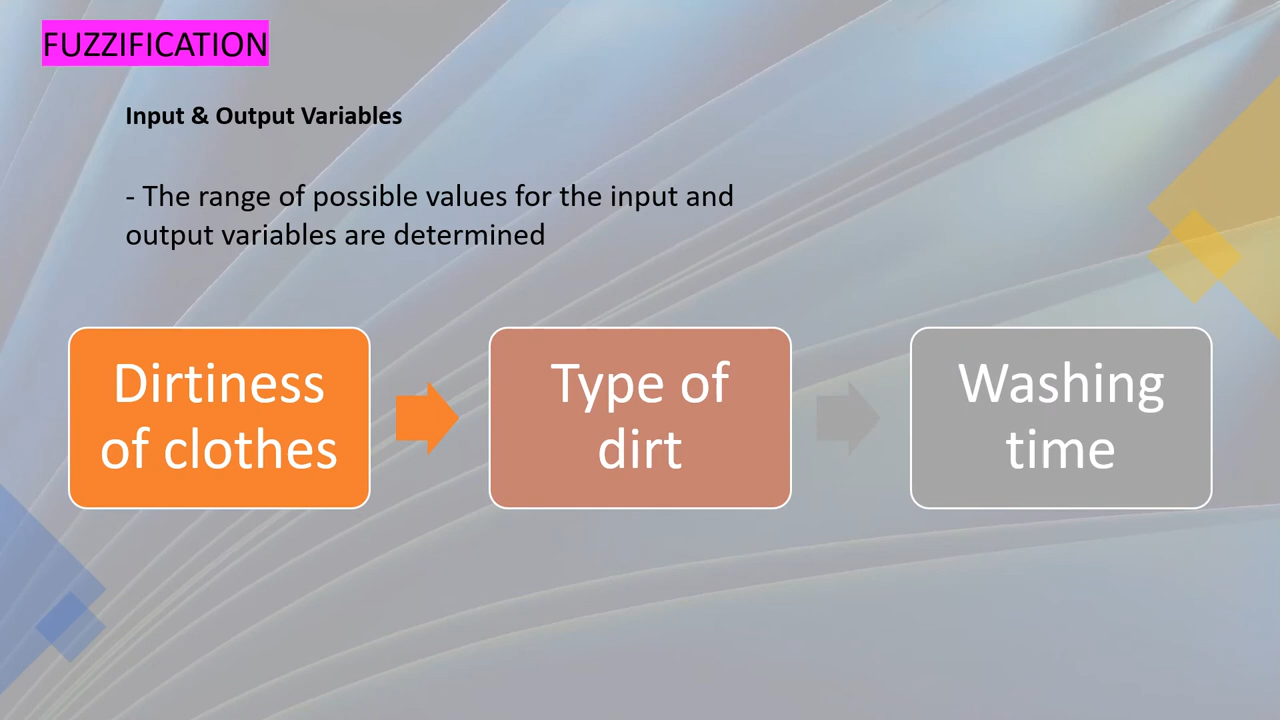 FUZZIFICATION
Input & Output Variables
- The range of possible values for the input and
output variables are determined
Dirtiness
of clothes
Type of
dirt
Washing
time